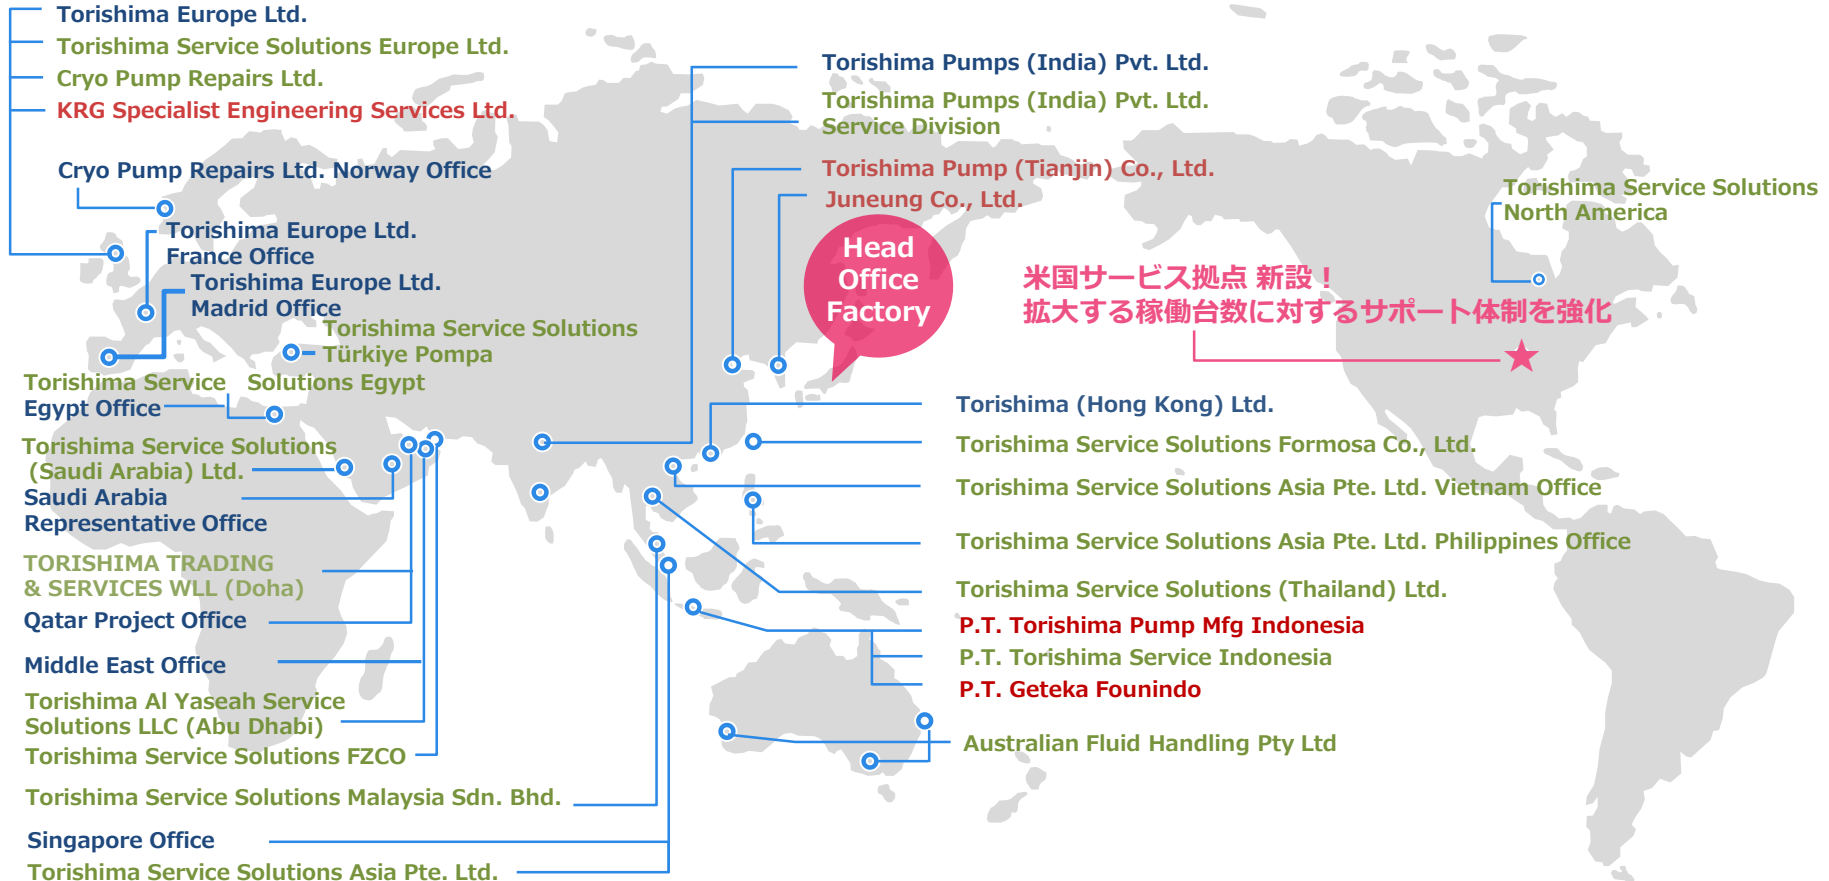 Torishima Europe Ltd.
Torishima Service Solutions Europe Ltd.
Cryo Pump Repairs Ltd.
KRG Specialist Engineering Services Ltd.
Cryo Pump Repairs Ltd. Norway Office
Torishima Europe Ltd.
France Office
Torishima Europe Ltd.
Madrid Office
Torishima Service Solutions
Türkiye Pompa
Torishima Service Solutions Egypt
Egypt Office
Torishima Service Solutions
(Saudi Arabia) Ltd.
Saudi Arabia
Representative Office
TORISHIMA TRADING
& SERVICES WLL (Doha)
Qatar Project Office
Middle East Office
Torishima Al Yaseah Service
Solutions LLC (Abu Dhabi)
Torishima Service Solutions FZCO
Torishima Service Solutions Malaysia Sdn. Bhd.
Singapore Office
Torishima Service Solutions Asia Pte. Ltd.
Torishima Pumps (India) Pvt. Ltd.
Torishima Pumps (India) Pvt. Ltd.
Service Division
Torishima Pump (Tianjin) Co., Ltd.
Juneung Co., Ltd.
Head
Office
Factory
Torishima (Hong Kong) Ltd.
Torishima Service Solutions Formosa Co., Ltd.
Torishima Service Solutions Asia Pte. Ltd. Vietnam Office
Torishima Service Solutions Asia Pte. Ltd. Philippines Office
Torishima Service Solutions (Thailand) Ltd.
P.T. Torishima Pump Mfg Indonesia
P.T. Torishima Service Indonesia
P.T. Geteka Founindo
Australian Fluid Handling Pty Ltd
Torishima Service Solutions
North America
米国サービス拠点 新設！
拡大する稼働台数に対するサポート体制を強化